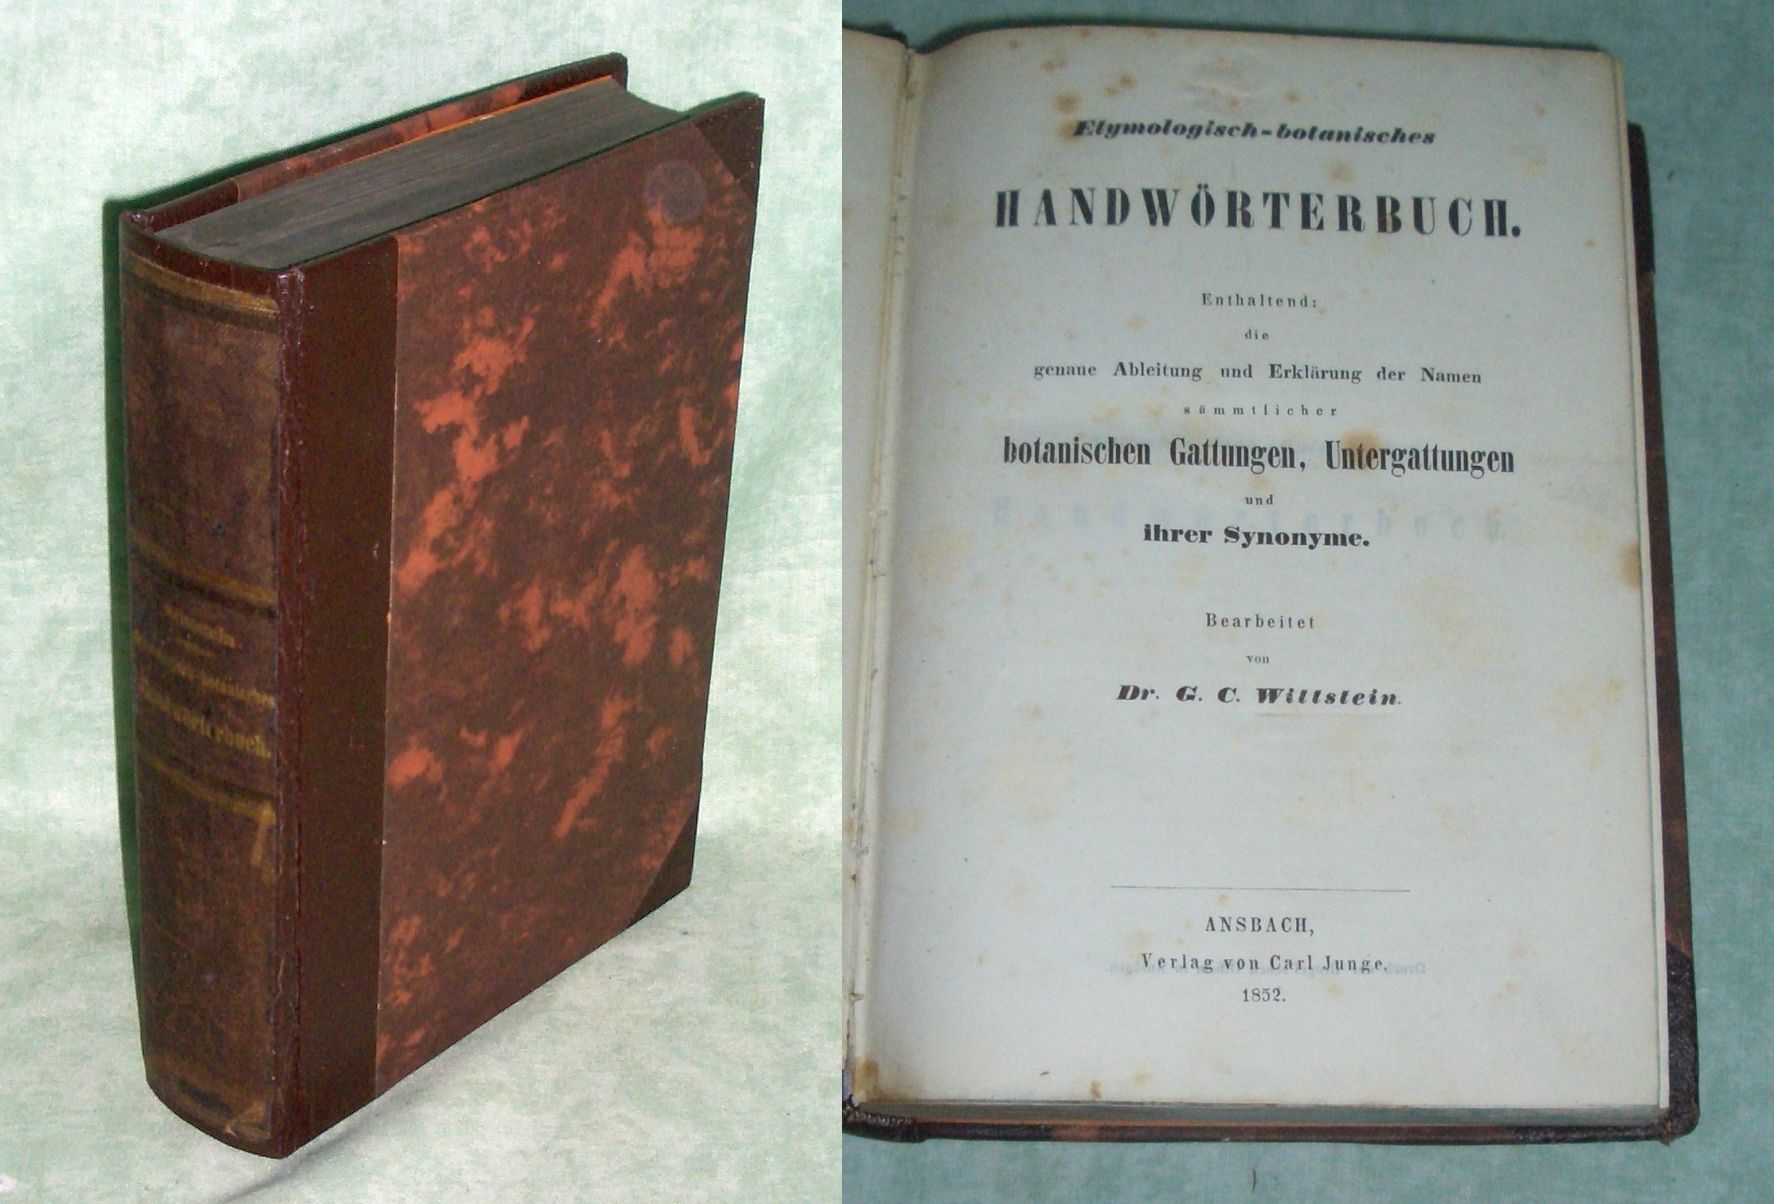 Etymologisch-botanisches
HANDWÖRTERBUCH.
Enthaltend:
die
genaue Ableitung und Erklärung der Namen
sämmtlicher
botanischen Gattungen, Untergattungen
und
ihrer Synonyme.
Bearbeitet
von
Dr. G. C. Wittstein.
ANSBACH,
Verlag von Carl Junge.
1852.